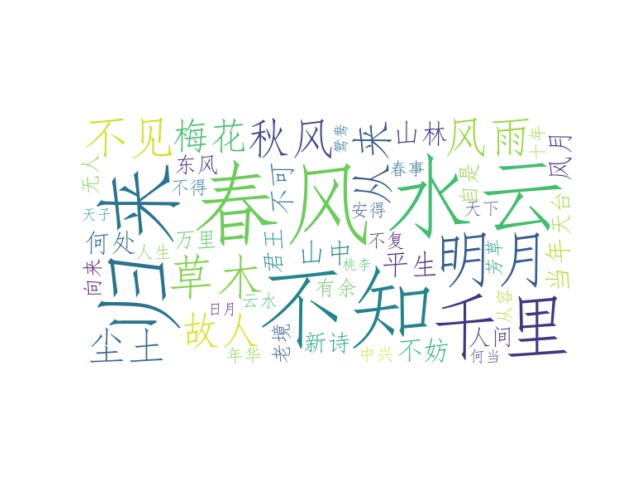 不见
梅花
秋风
鸳鸯
从来
山林
风雨
十年
无人
归来
东风
不得
春风
不可
安得
春事
水云
自是
天下
风月
天子
何处
人生
万里
君王
山中
不复
平生
明月
芳草
当年
天台
向来
草木
云水
有余
桃李
不知
千里
从容
尘土
故人
日月
年华
老境
新诗
中兴
不妨
人间
何当